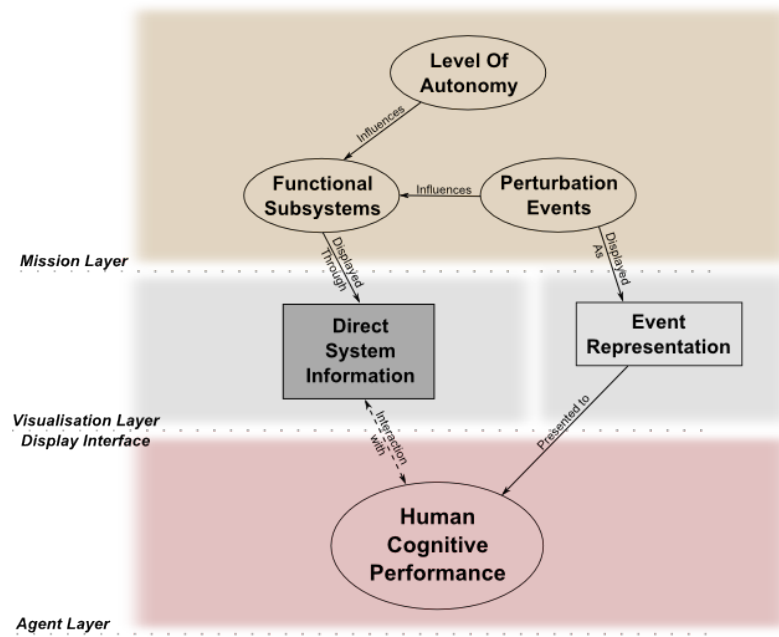 Level Of
Autonomy
Influences
Functional
Subsystems
Influences
Perturbation
Events
Displayed
Through
Displayed
As
Mission Layer
Direct
System
Information
Event
Representation
Visualisation Layer
Display Interface
Interaction
with
Presented to
Human
Cognitive
Performance
Agent Layer